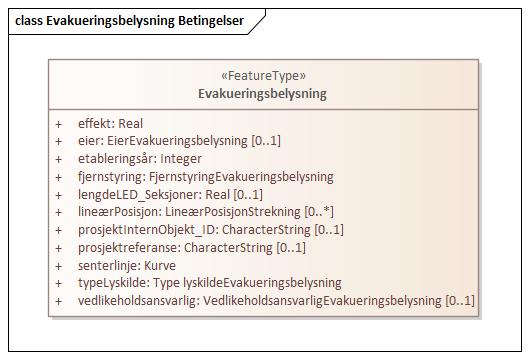 class Evakueringsbelysning Betingelser
«FeatureType»
Evakueringsbelysning
+ effekt: Real
+ eier: EierEvakueringsbelysning [0..1]
+ etableringsår: Integer
+ fjernstyring: FjernstyringEvakueringsbelysning
+ lengdeLED_Seksjoner: Real [0..1]
+ lineærPosisjon: LineærPosisjonStrekning [0..*]
+ prosjektInternObjekt_ID: CharacterString [0..1]
+ prosjektreferanse: CharacterString [0..1]
+ senterlinje: Kurve
+ typeLyskilde: Type lyskildeEvakueringsbelysning
+ vedlikeholdsansvarlig: VedlikeholdsansvarligEvakueringsbelysning [0..1]